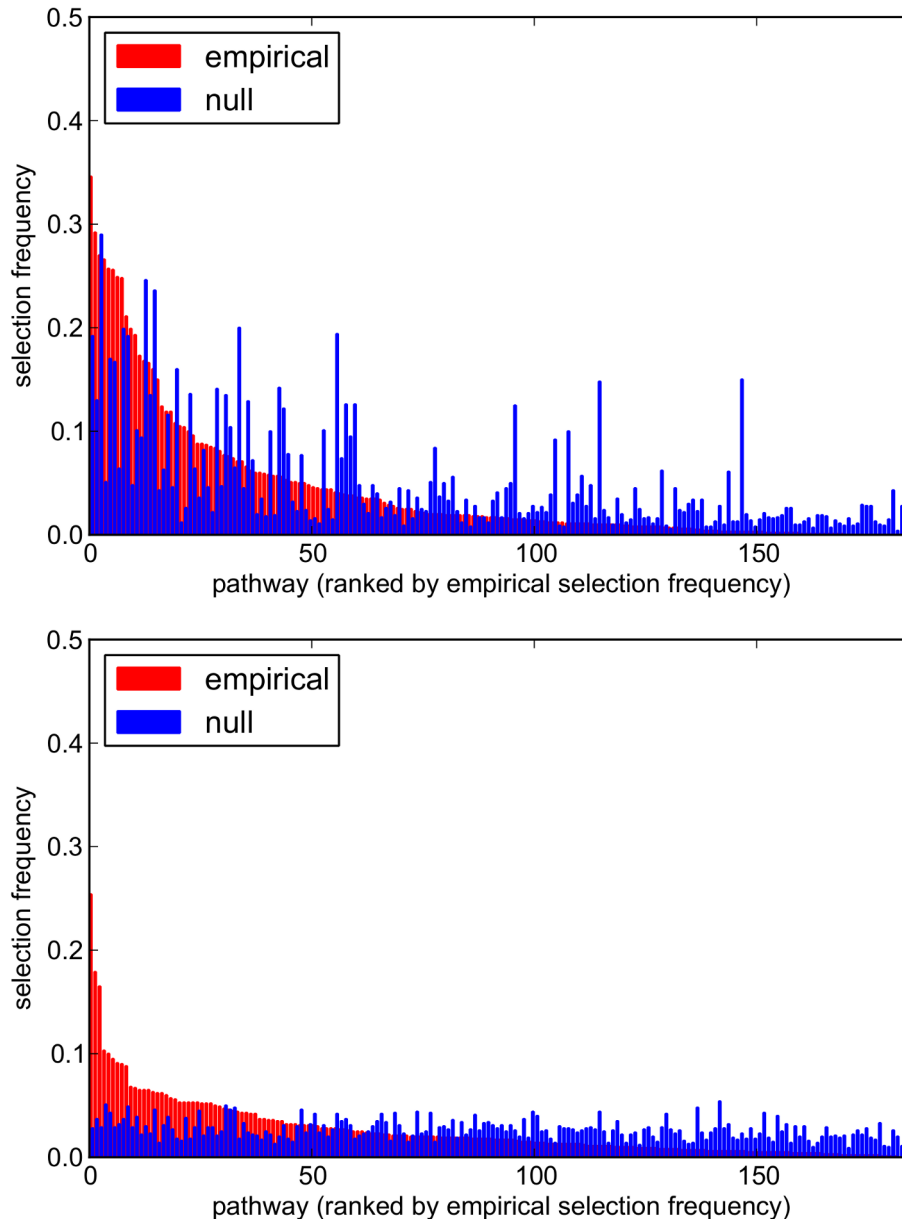 0.5
empirical
null
0.4
0.3
0.2
0.1
0.0
selection frequency
0 50 100 150
pathway (ranked by empirical selection frequency)
0.5
empirical
null
0.4
0.3
0.2
0.1
0.0
selection frequency
0 50 100 150
pathway (ranked by empirical selection frequency)